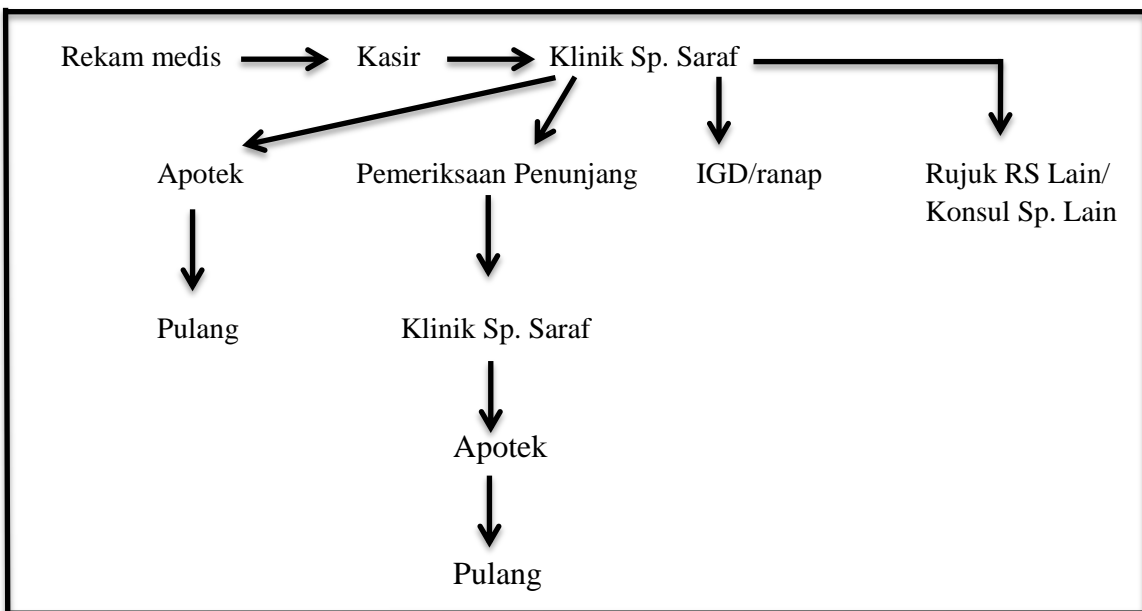 Rekam medis
Kasir
Klinik Sp. Saraf
Apotek
Pemeriksaan Penunjang
IGD/ranap
Rujuk RS Lain/
Konsul Sp. Lain
Pulang
Klinik Sp. Saraf
Apotek
Pulang